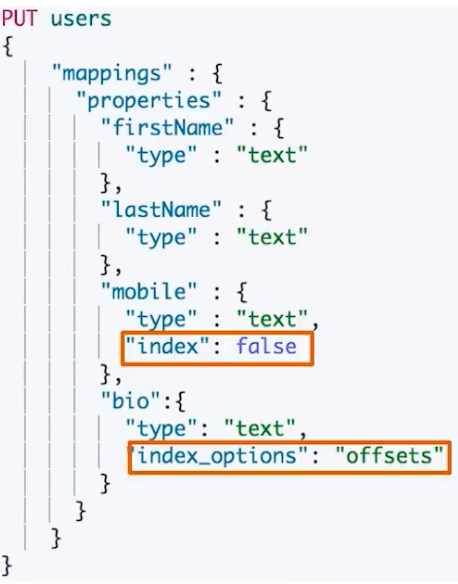 PUT users
{
"mappings" : {
"properties" : {
"firstName" : {
"type" : "text"
},
"lastName" : {
"type" : "text"
},
"mobile" : {
"type" : "text",
"index": false
},
"bio":{
"type": "text",
"index_options": "offsets"
}
}
}
}